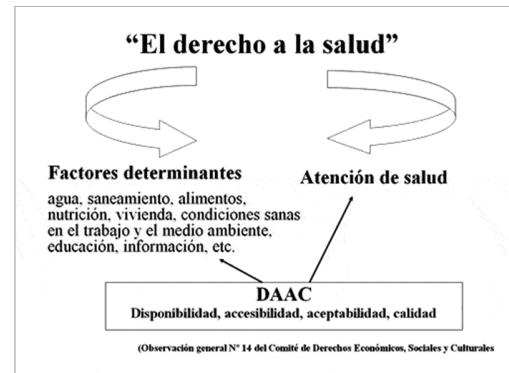 “El derecho a la salud”
Factores determinantes
agua, saneamiento, alimentos,
nutrición, vivienda, condiciones sanas
en el trabajo y el medio ambiente,
educación, información, etc.
Atención de salud
DAAC
Disponibilidad, accesibilidad, aceptabilidad, calidad
(Observación general Nº 14 del Comité de Derechos Económicos, Sociales y Culturales